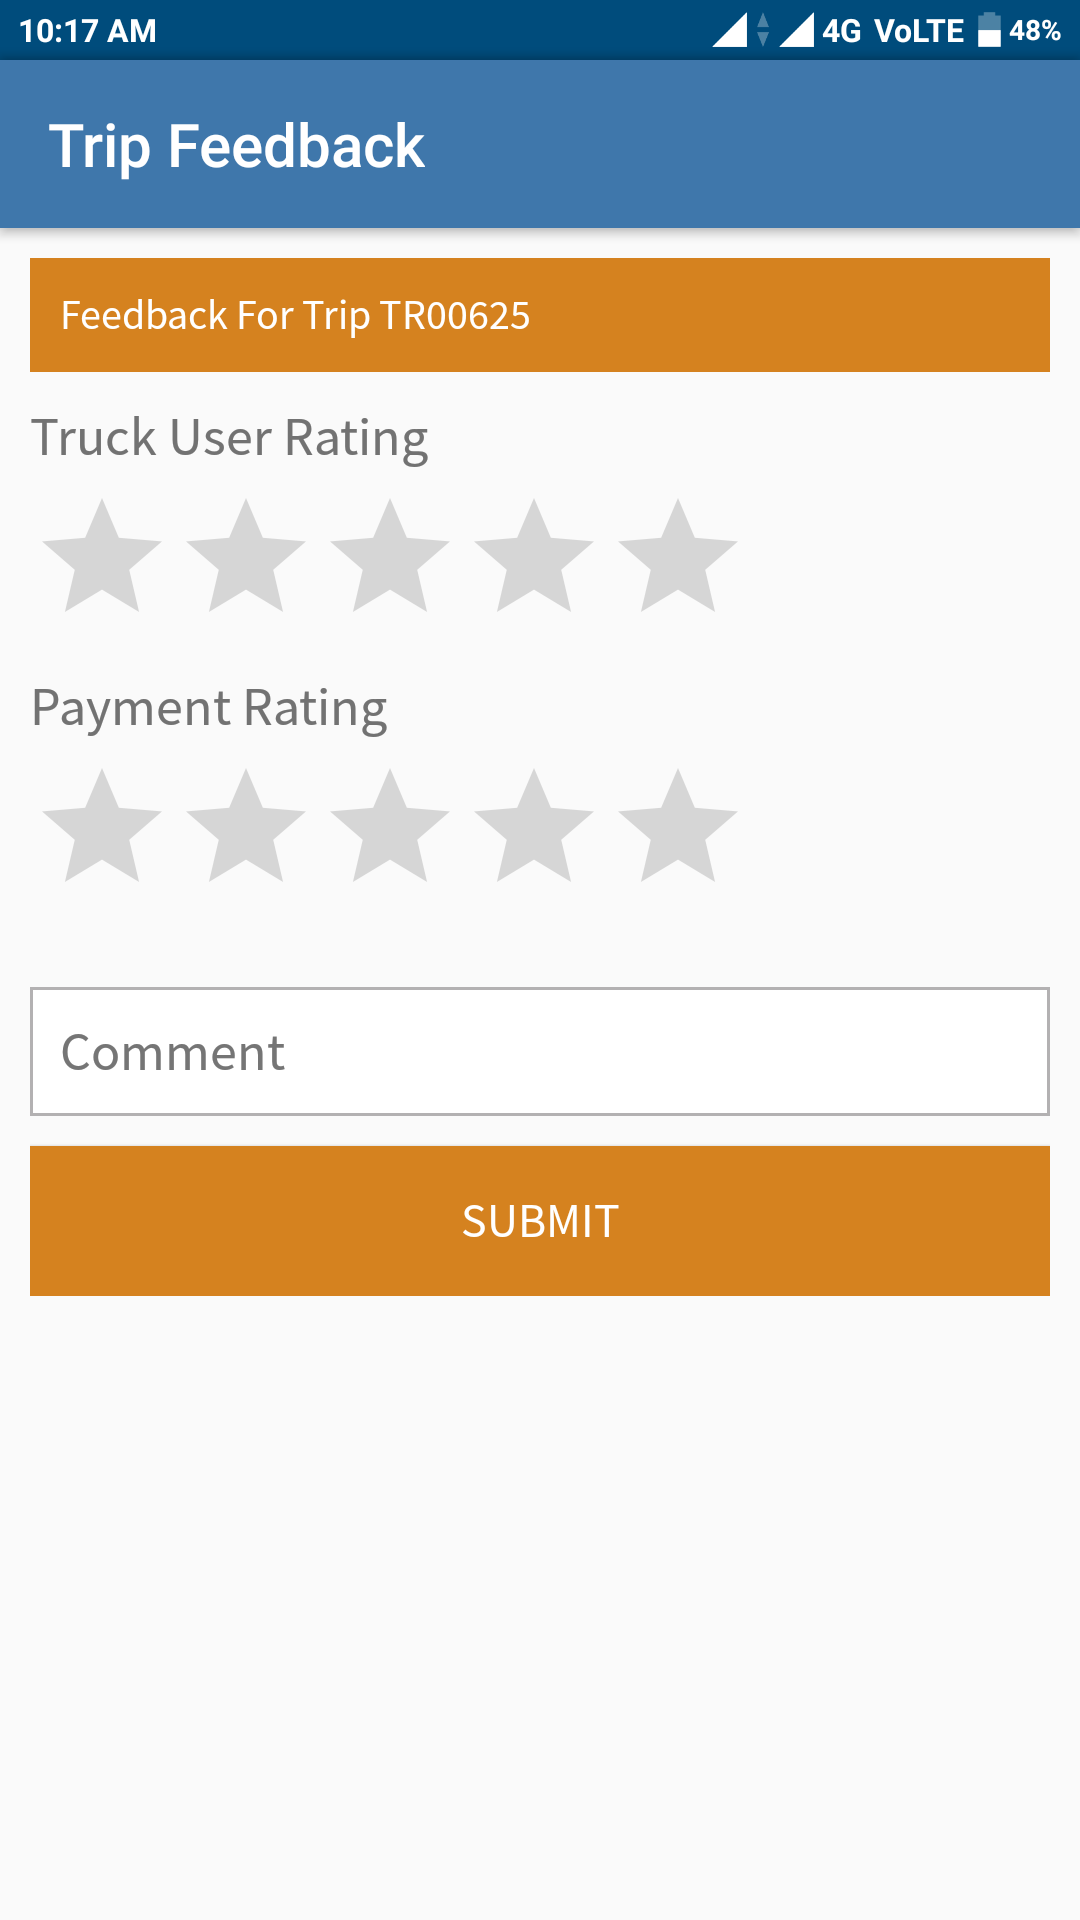 10:17 AM 4G VoLTE 48%
Trip Feedback
Feedback For Trip TR00625
Truck User Rating
Payment Rating
Comment
SUBMIT